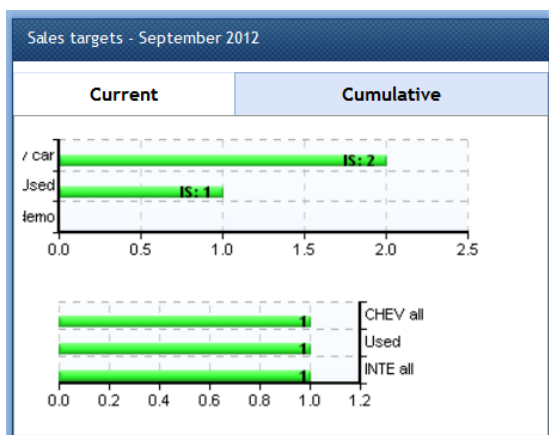 Sales targets - September 2012
Current Cumulative
car
IS: 2
Used
IS: 1
demo
0.0 0.5 1.0 1.5 2.0 2.5
1 CHEV all
1 Used
1 INTE all
0.0 0.2 0.4 0.6 0.8 1.0 1.2